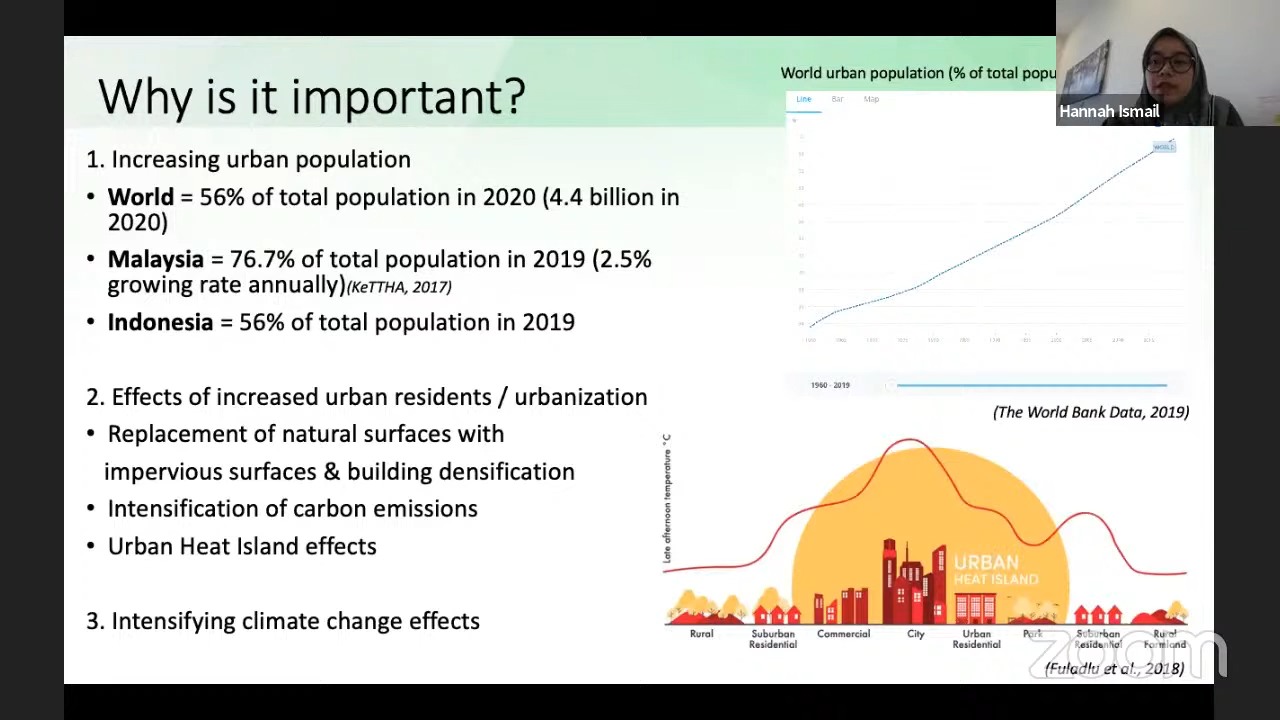 Why is it important?
World urban population (% of total popu
Hannah Ismail
Line Bar Map
1. Increasing urban population
• World = 56% of total population in 2020 (4.4 billion in
2020)
• Malaysia = 76.7% of total population in 2019 (2.5%
growing rate annually)(KeTTHA, 2017)
• Indonesia = 56% of total population in 2019
WORLD
1960 - 2019
(The World Bank Data, 2019)
2. Effects of increased urban residents / urbanization
• Replacement of natural surfaces with
impervious surfaces & building densification
• Intensification of carbon emissions
• Urban Heat Island effects
3. Intensifying climate change effects
Late afternoon temperature °C
URBAN
HEAT ISLAND
Rural
Suburban
Residential
Commercial
City
Urban
Residential
Park
Suburban
Residential
Rural
Farmland
zoom
(Fuladlu et al., 2018)